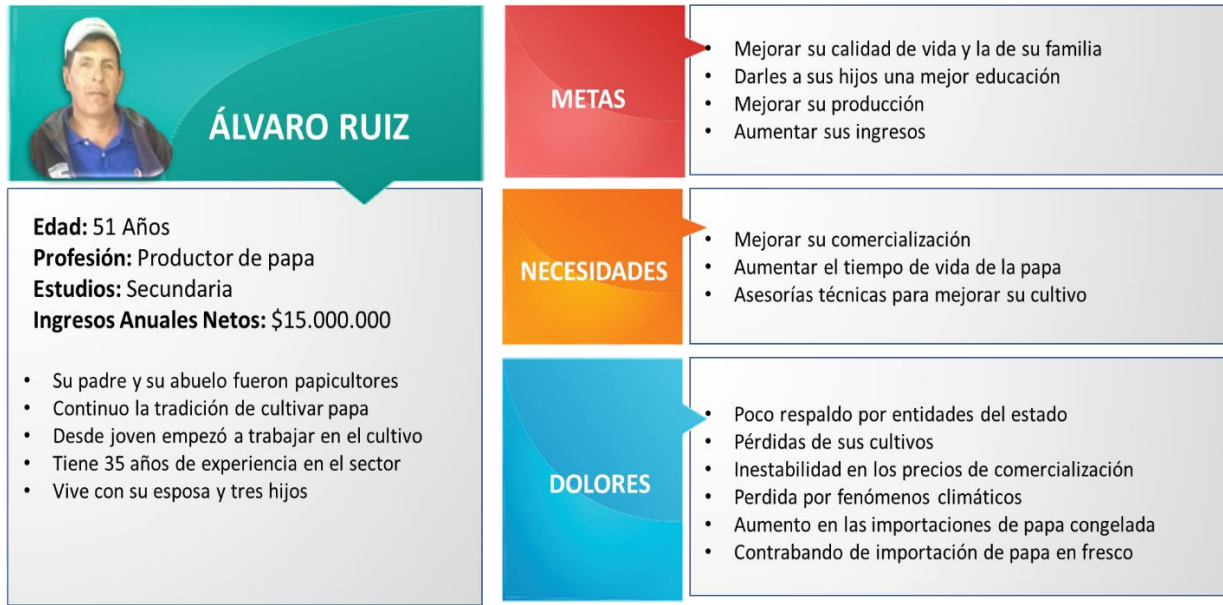 ÁLVARO RUIZ
Edad: 51 Años
Profesión: Productor de papa
Estudios: Secundaria
Ingresos Anuales Netos: $15.000.000
• Su padre y su abuelo fueron papicultores
• Continuo la tradición de cultivar papa
• Desde joven empezó a trabajar en el cultivo
• Tiene 35 años de experiencia en el sector
• Vive con su esposa y tres hijos
METAS
• Mejorar su calidad de vida y la de su familia
• Darles a sus hijos una mejor educación
• Mejorar su producción
• Aumentar sus ingresos
NECESIDADES
• Mejorar su comercialización
• Aumentar el tiempo de vida de la papa
• Asesorías técnicas para mejorar su cultivo
DOLORES
• Poco respaldo por entidades del estado
• Pérdidas de sus cultivos
• Inestabilidad en los precios de comercialización
• Perdida por fenómenos climáticos
• Aumento en las importaciones de papa congelada
• Contrabando de importación de papa en fresco